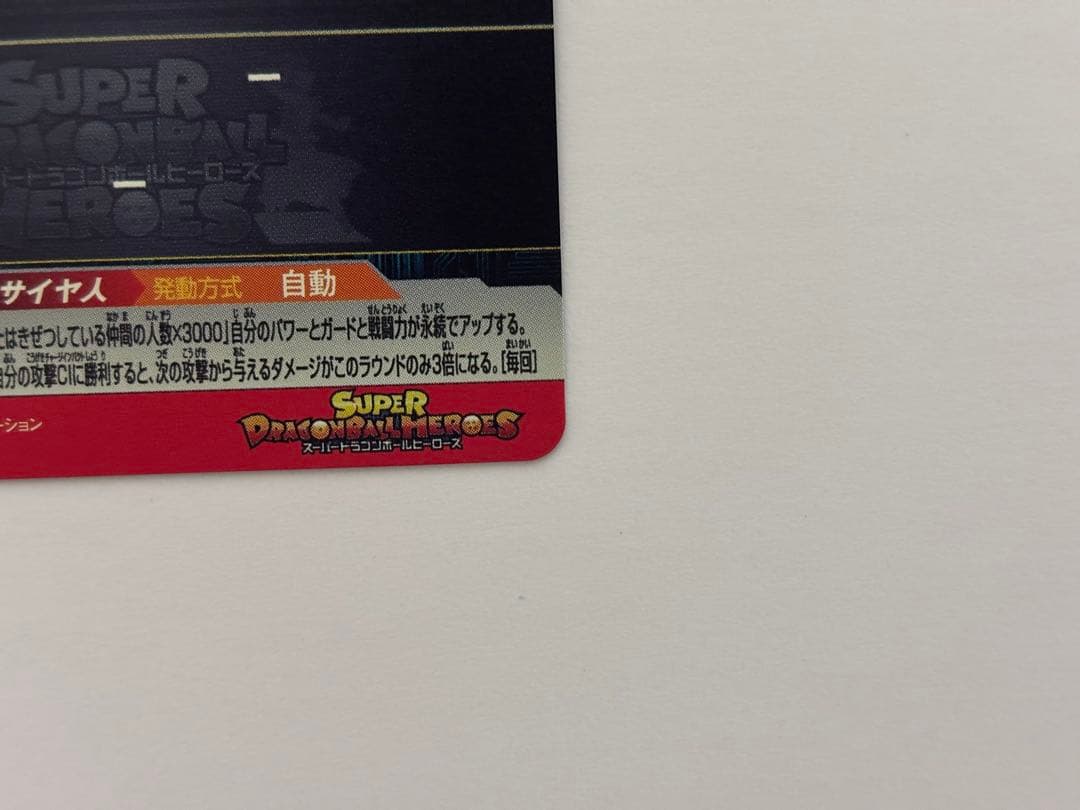 SUPER
DRAGONBALL
ドラゴンボールヒーローズ
HEROES
サイヤ人 発動方式 自動
はきぜつしている仲間の人数×3000]自分のパワーとガードと戦闘力が永続でアップする。
分の攻撃CIに勝利すると、次の攻撃から与えるダメージがこのラウンドのみ3倍になる。[毎回]
ーション
SUPER
DRAGONBALL HEROES
スーパードラゴンボールヒーローズ